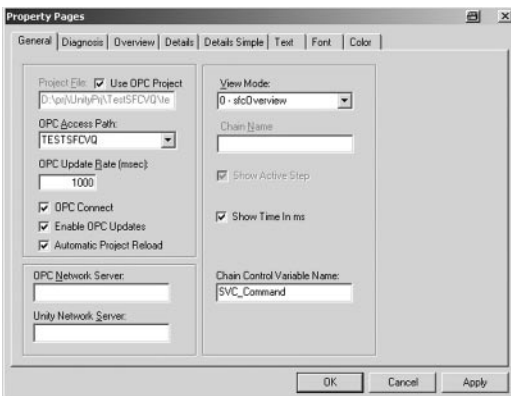 Property Pages
General Diagnosis Overview Details Details Simple Text Font Color
Project File: Use OPC Project
D:\prj\UnityPrj\TestSFCVQ\te
OPC Access Path:
TESTSFCVQ
OPC Update Rate (msec):
1000
OPC Connect
Enable OPC Updates
Automatic Project Reload
OPC Network Server:
Unity Network Server:
View Mode:
0 - sfcOverview
Chain Name
Show Active Step
Show Time In ms
Chain Control Variable Name:
SVC_Command
OK Cancel Apply